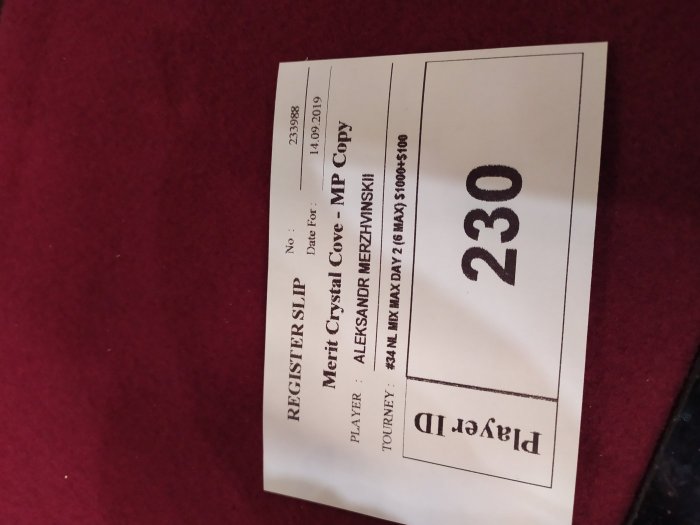 REGISTER SLIP No : 233988
Date For : 14.09.2019
Merit Crystal Cove - MP Copy
PLAYER : ALEKSANDR MERZHVINSKII
TOURNEY : #34 NL MIX MAX DAY 2 (6 MAX) $1000+$100
Player ID
230